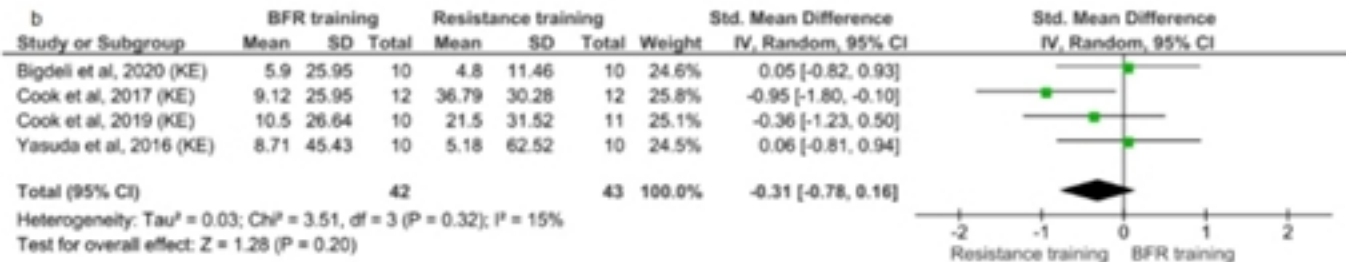 b BFR training Resistance training Std. Mean Difference Std. Mean Difference
Study or Subgroup Mean SD Total Mean SD Total Weight IV, Random, 95% CI IV, Random, 95% CI
Bigdeli et al, 2020 (KE) 5.9 25.95 10 4.8 11.46 10 24.6% 0.05 [-0.82, 0.93]
Cook et al, 2017 (KE) 9.12 25.95 12 36.79 30.28 12 25.8% -0.95 [-1.80, -0.10]
Cook et al, 2019 (KE) 10.5 26.64 10 21.5 31.52 11 25.1% -0.36 [-1.23, 0.50]
Yasuda et al, 2016 (KE) 8.71 45.43 10 5.18 62.52 10 24.5% 0.06 [-0.81, 0.94]
Total (95% CI) 42 43 100.0% -0.31 [-0.78, 0.16]
Heterogeneity: Tau² = 0.03; Chi² = 3.51, df = 3 (P = 0.32); I² = 15%
Test for overall effect: Z = 1.28 (P = 0.20)
-2 -1 0 1 2
Resistance training BFR training